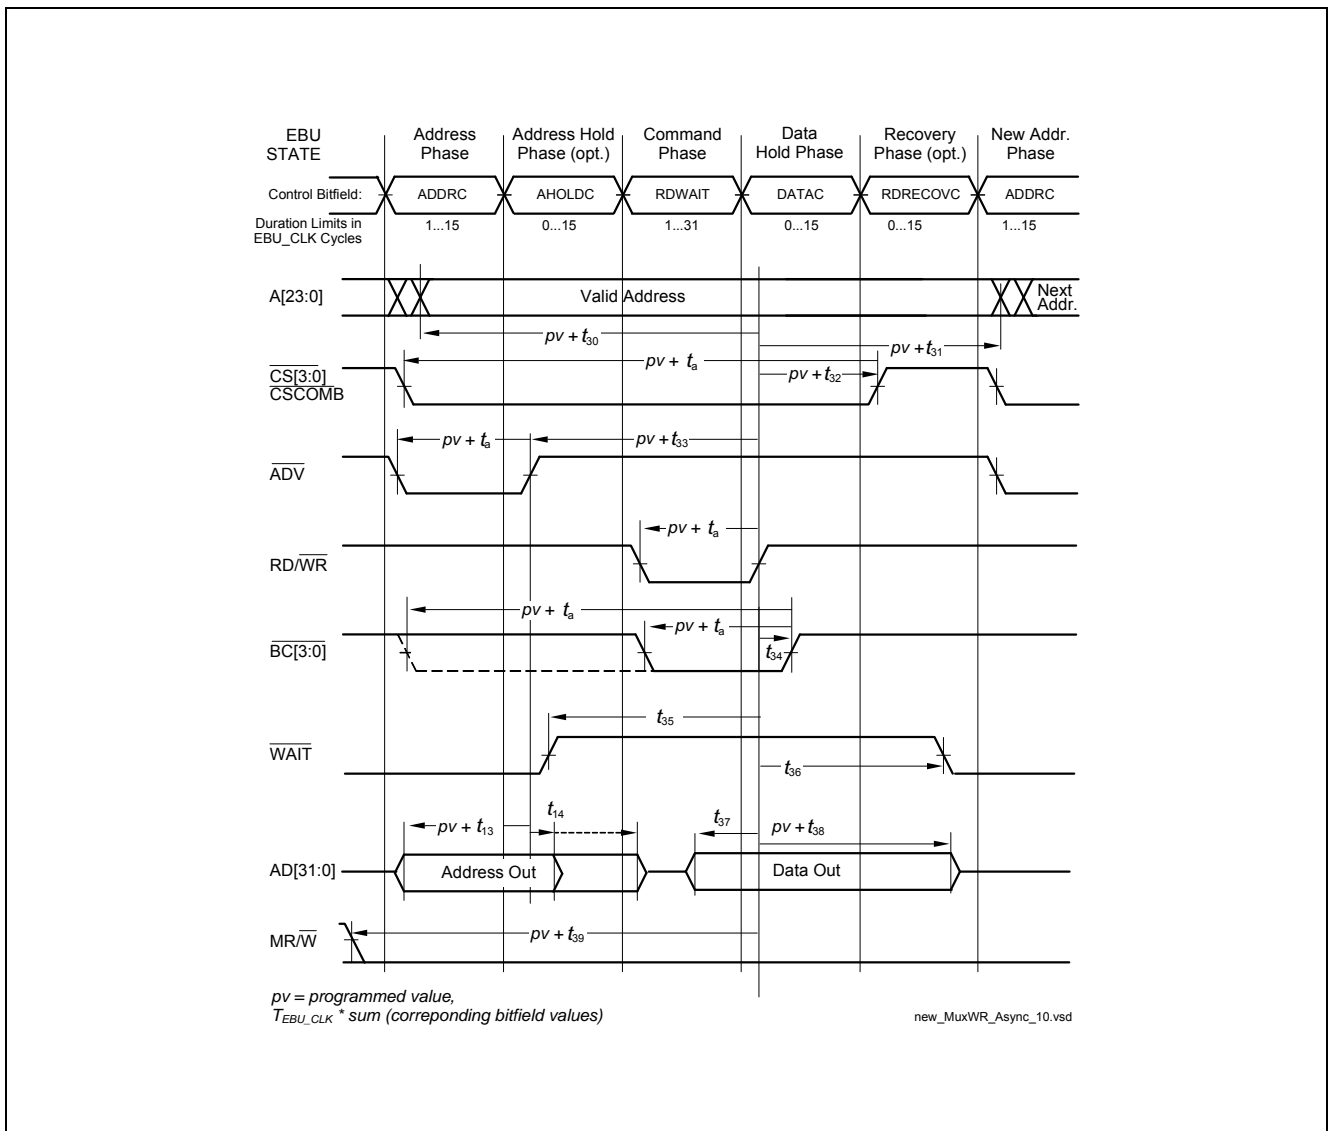 EBU STATE
Address Phase
Address Hold Phase (opt.)
Command Phase
Data Hold Phase
Recovery Phase (opt.)
New Addr. Phase
Control Bitfield: ADDRC AHOLDC RDWAIT DATAC RDRECOVC ADDRC
Duration Limits in EBU_CLK Cycles 1...15 0...15 1...31 0...15 0...15 1...15
A[23:0] Valid Address Next Addr.
pv + t30
pv + t31
pv + ta
pv + t32
CS[3:0]
CSCOMB
pv + ta
pv + t33
ADV
pv + ta
RD/WR
pv + ta
pv + ta
BC[3:0]
t34
t35
WAIT
t36
t14
t37
pv + t13
pv + t38
AD[31:0] Address Out Data Out
MR/W
pv + t39
pv = programmed value,
TEBU_CLK * sum (correponding bitfield values)
new_MuxWR_Async_10.vsd